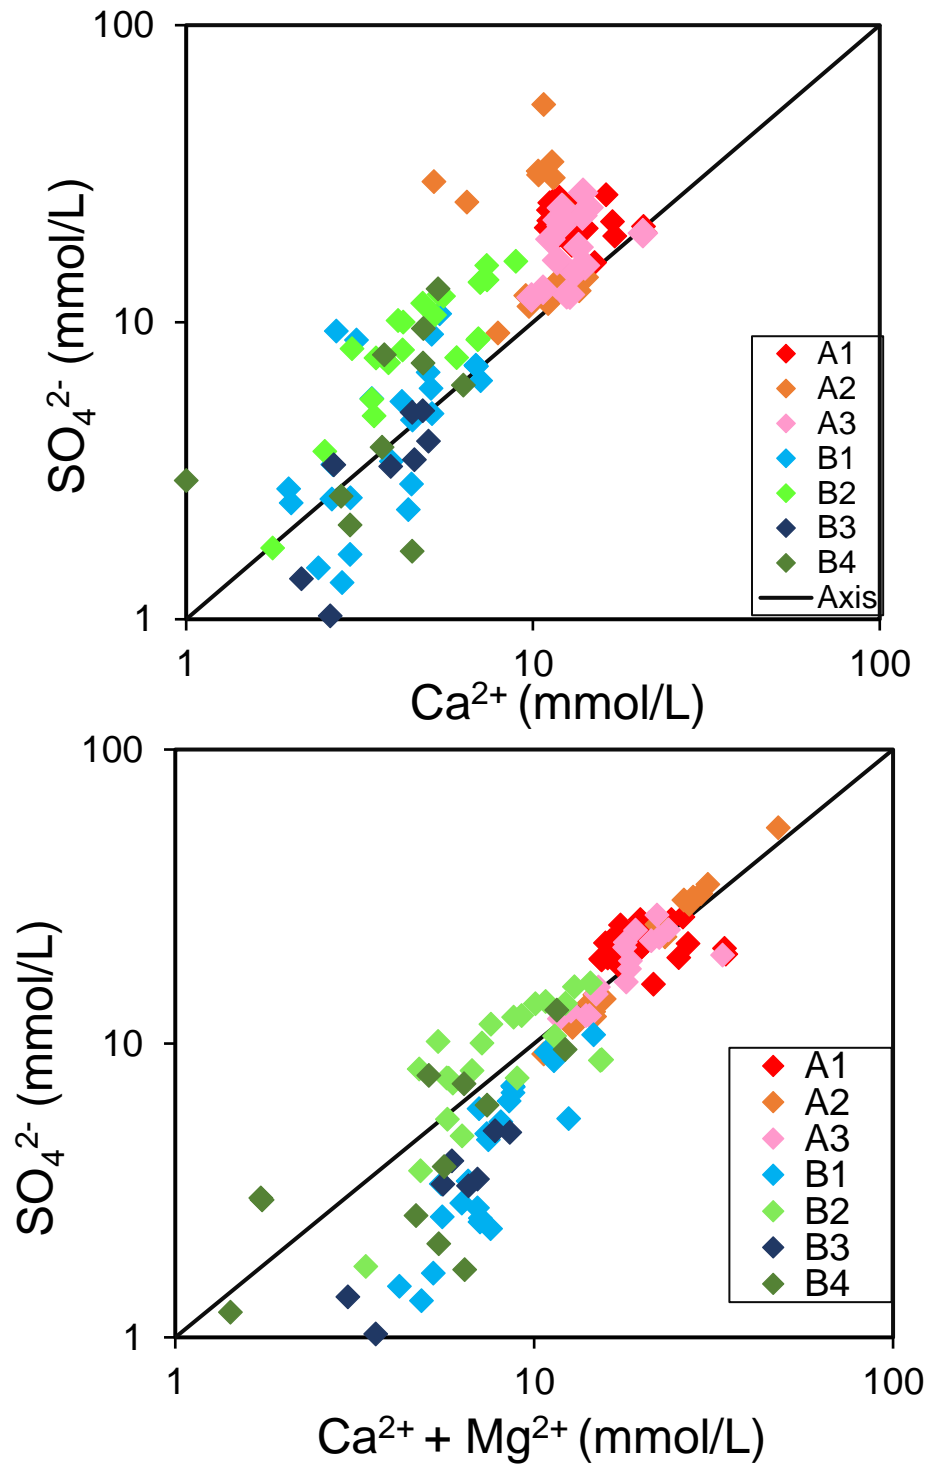 100
10
1
SO₄²⁻ (mmol/L)
A1
A2
A3
B1
B2
B3
B4
Axis
1 10 100
Ca²⁺ (mmol/L)
100
10
1
SO₄²⁻ (mmol/L)
A1
A2
A3
B1
B2
B3
B4
1 10 100
Ca²⁺ + Mg²⁺ (mmol/L)